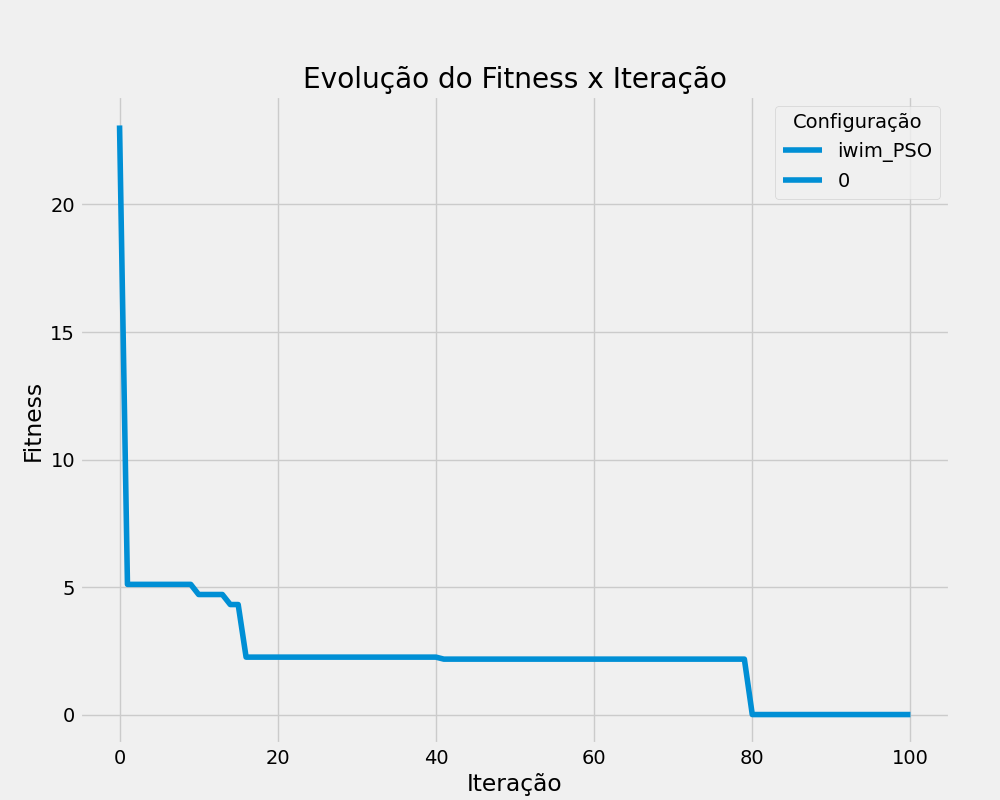 Evolução do Fitness x Iteração
Configuração
iwim_PSO
0
Fitness
20
15
10
5
0
0 20 40 60 80 100
Iteração